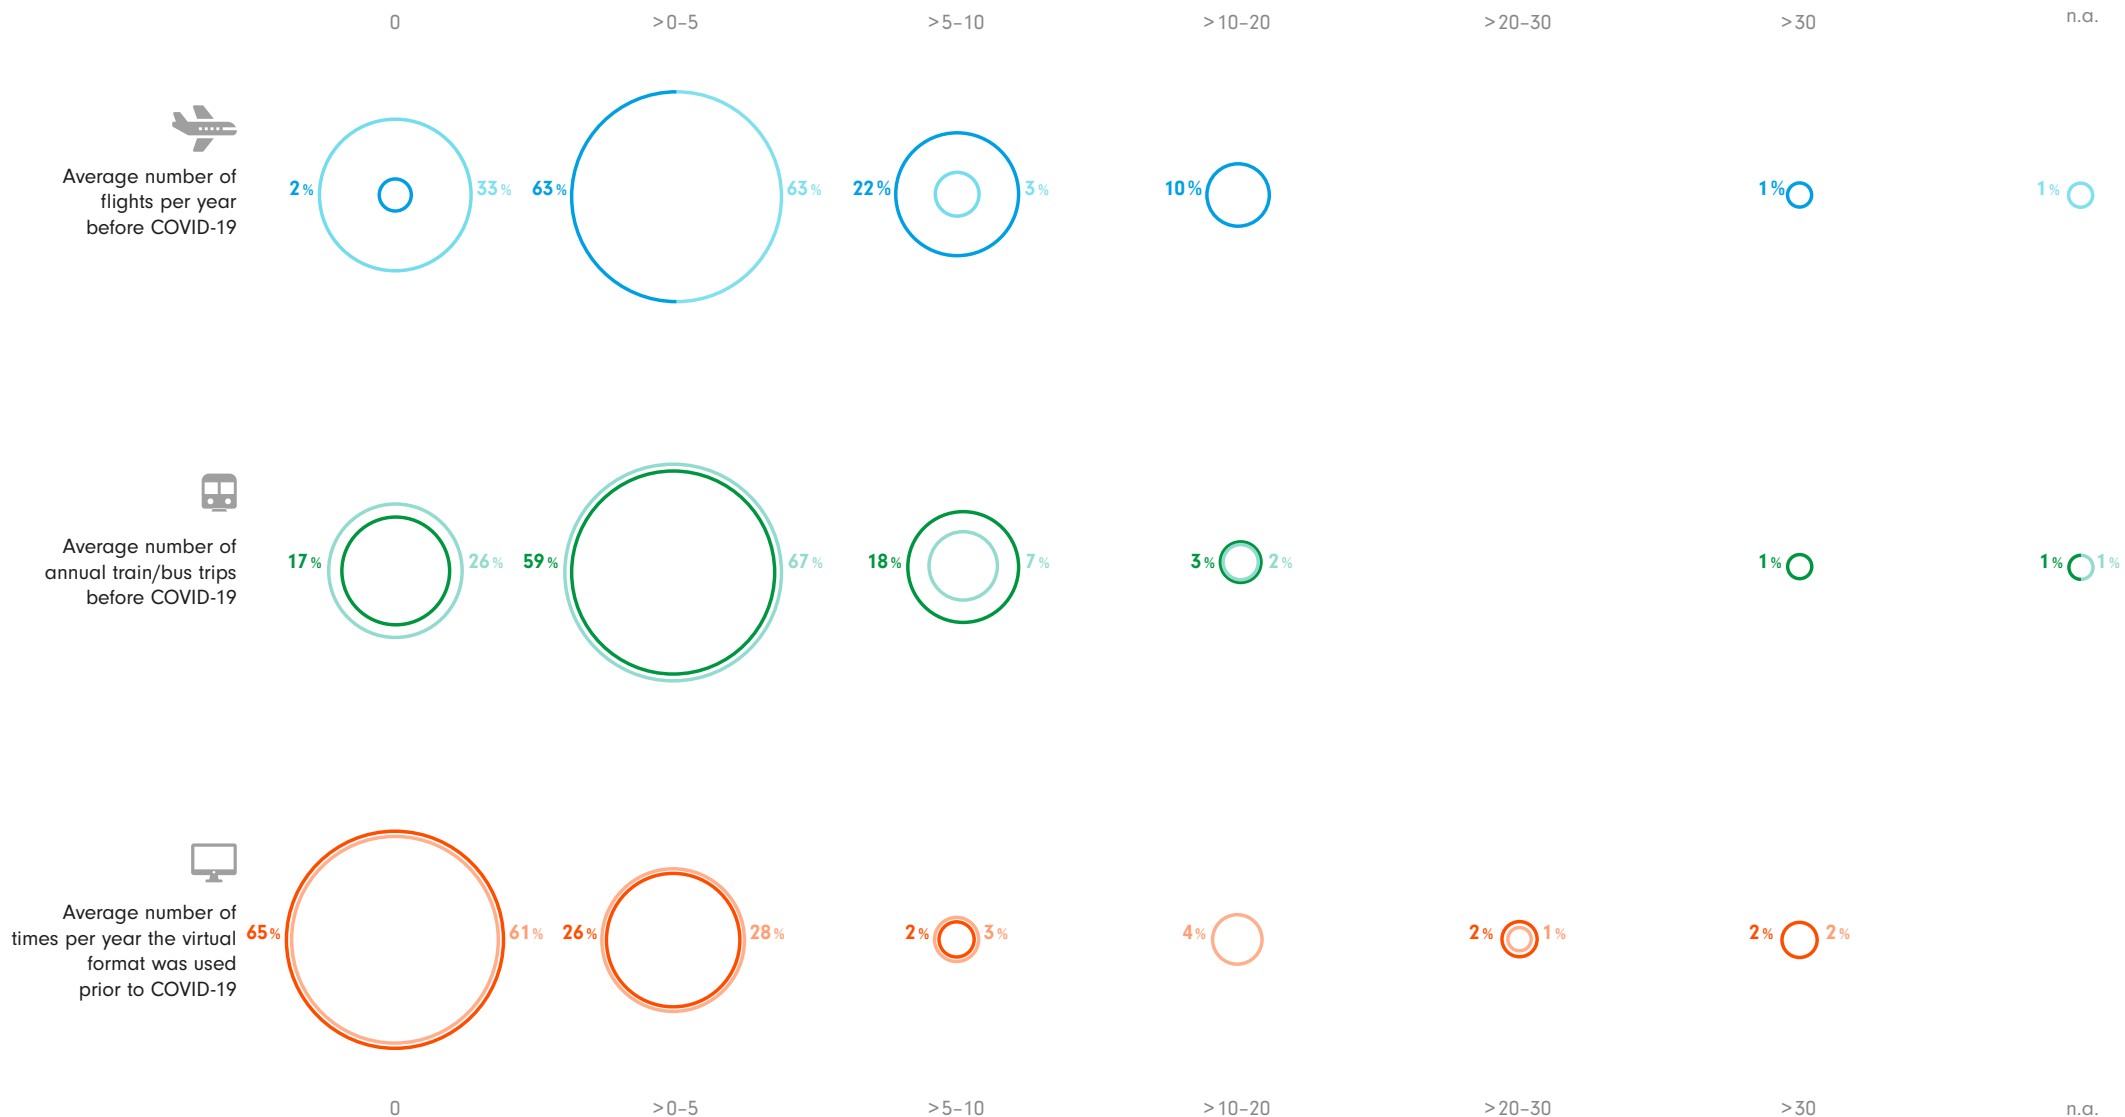 0 >0–5 >5–10 >10–20 >20–30 >30 n.a.
Average number of
flights per year
before COVID-19
2% 33% 63% 63% 22% 3% 10% 1% 1%
Average number of
annual train/bus trips
before COVID-19
17% 26% 59% 67% 18% 7% 3% 2% 1% 1% 1%
Average number of
times per year the virtual
format was used
prior to COVID-19
65% 61% 26% 28% 2% 3% 4% 2% 1% 2% 2%
0 >0–5 >5–10 >10–20 >20–30 >30 n.a.